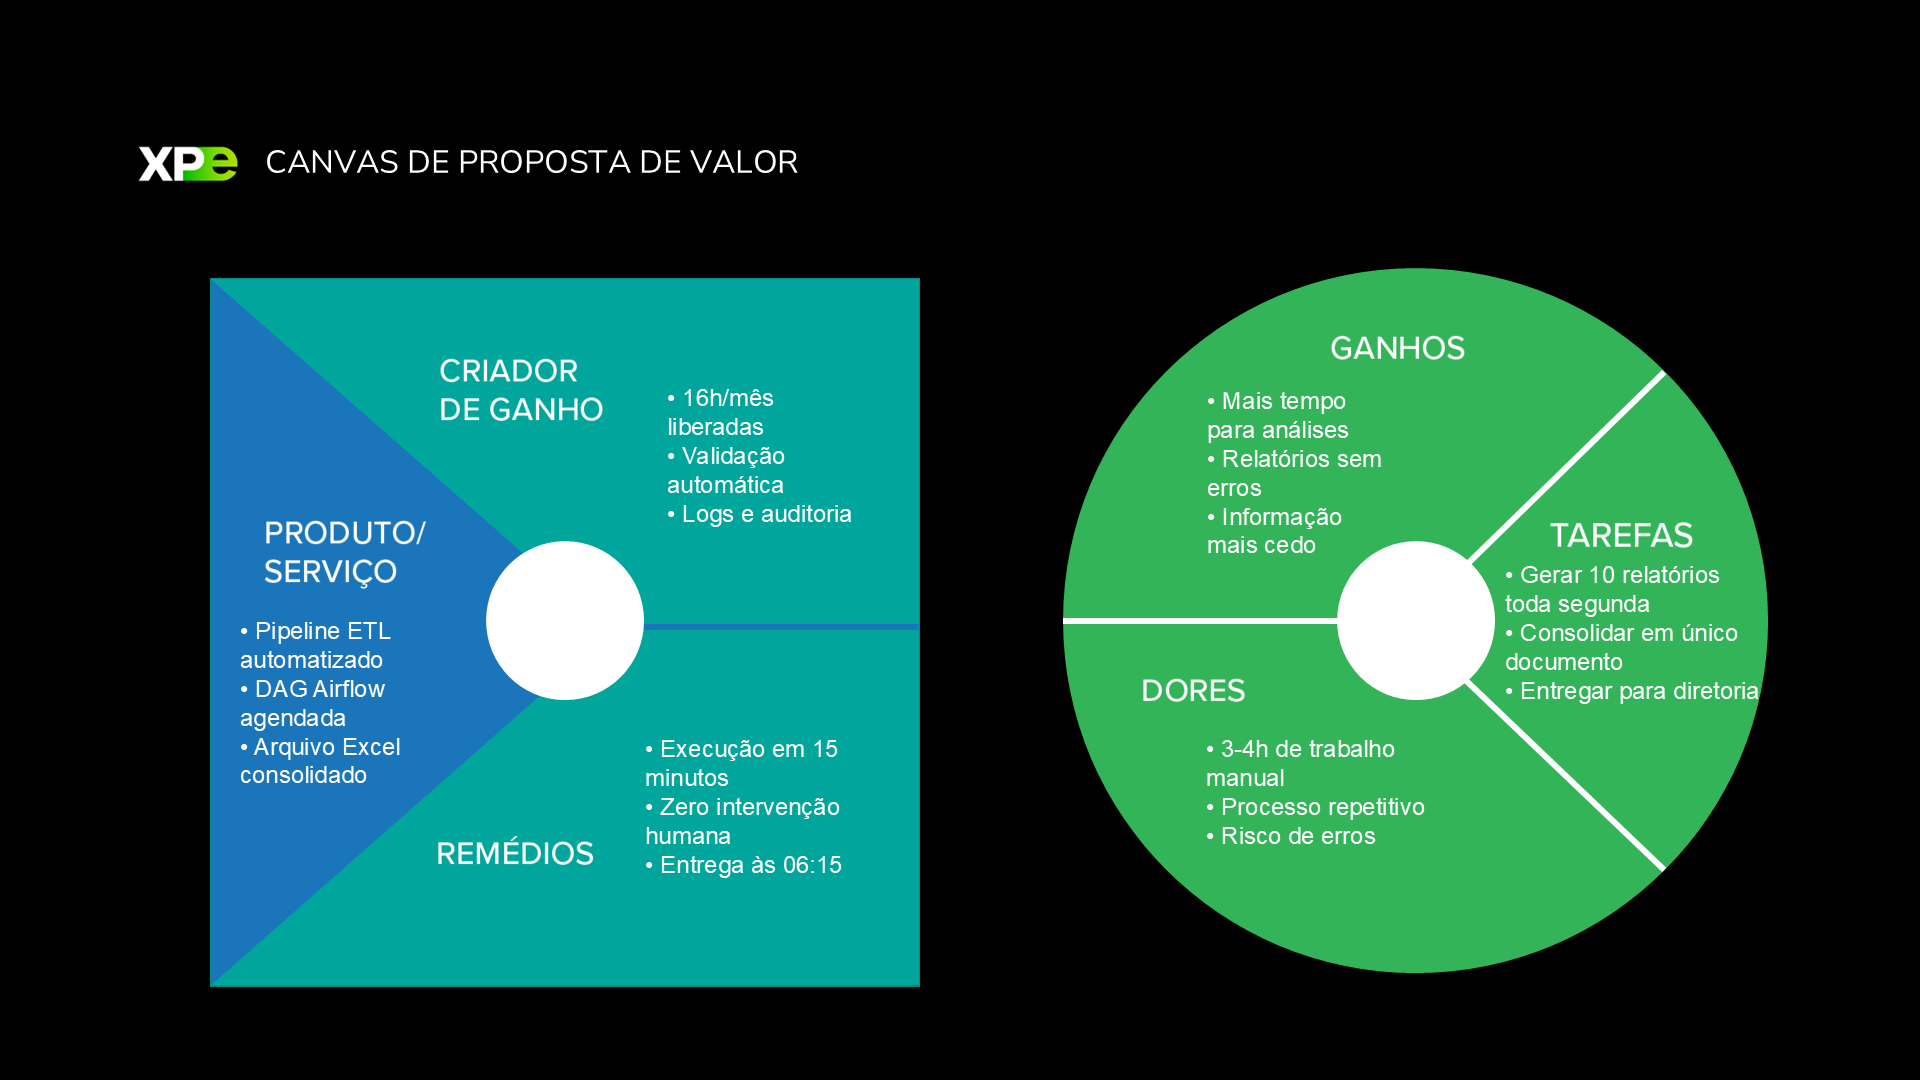 XPe CANVAS DE PROPOSTA DE VALOR
CRIADOR
DE GANHO
• 16h/mês
liberadas
• Validação
automática
• Logs e auditoria
PRODUTO/
SERVIÇO
• Pipeline ETL
automatizado
• DAG Airflow
agendada
• Arquivo Excel
consolidado
REMÉDIOS
• Execução em 15
minutos
• Zero intervenção
humana
• Entrega às 06:15
GANHOS
• Mais tempo
para análises
• Relatórios sem
erros
• Informação
mais cedo
TAREFAS
• Gerar 10 relatórios
toda segunda
• Consolidar em único
documento
• Entregar para diretoria
DORES
• 3-4h de trabalho
manual
• Processo repetitivo
• Risco de erros